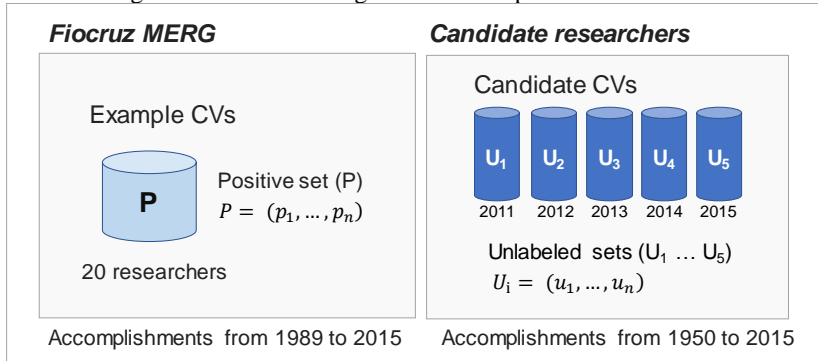 Fiocruz MERG
Example CVs
P
Positive set (P)
𝑃 = (𝑝₁, … , 𝑝ₙ)
20 researchers
Accomplishments from 1989 to 2015
Candidate researchers
Candidate CVs
U₁ U₂ U₃ U₄ U₅
2011 2012 2013 2014 2015
Unlabeled sets (U₁ … U₅)
𝑈ᵢ = (𝑢₁, … , 𝑢ₙ)
Accomplishments from 1950 to 2015